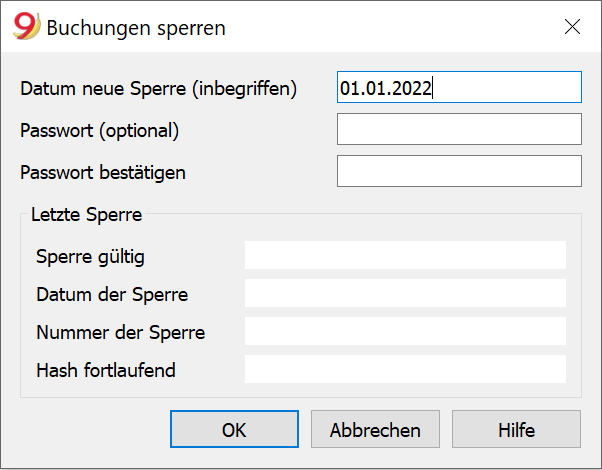 9 Buchungen sperren
Datum neue Sperre (inbegriffen) 01.01.2022
Passwort (optional)
Passwort bestätigen
Letzte Sperre
Sperre gültig
Datum der Sperre
Nummer der Sperre
Hash fortlaufend
OK Abbrechen Hilfe